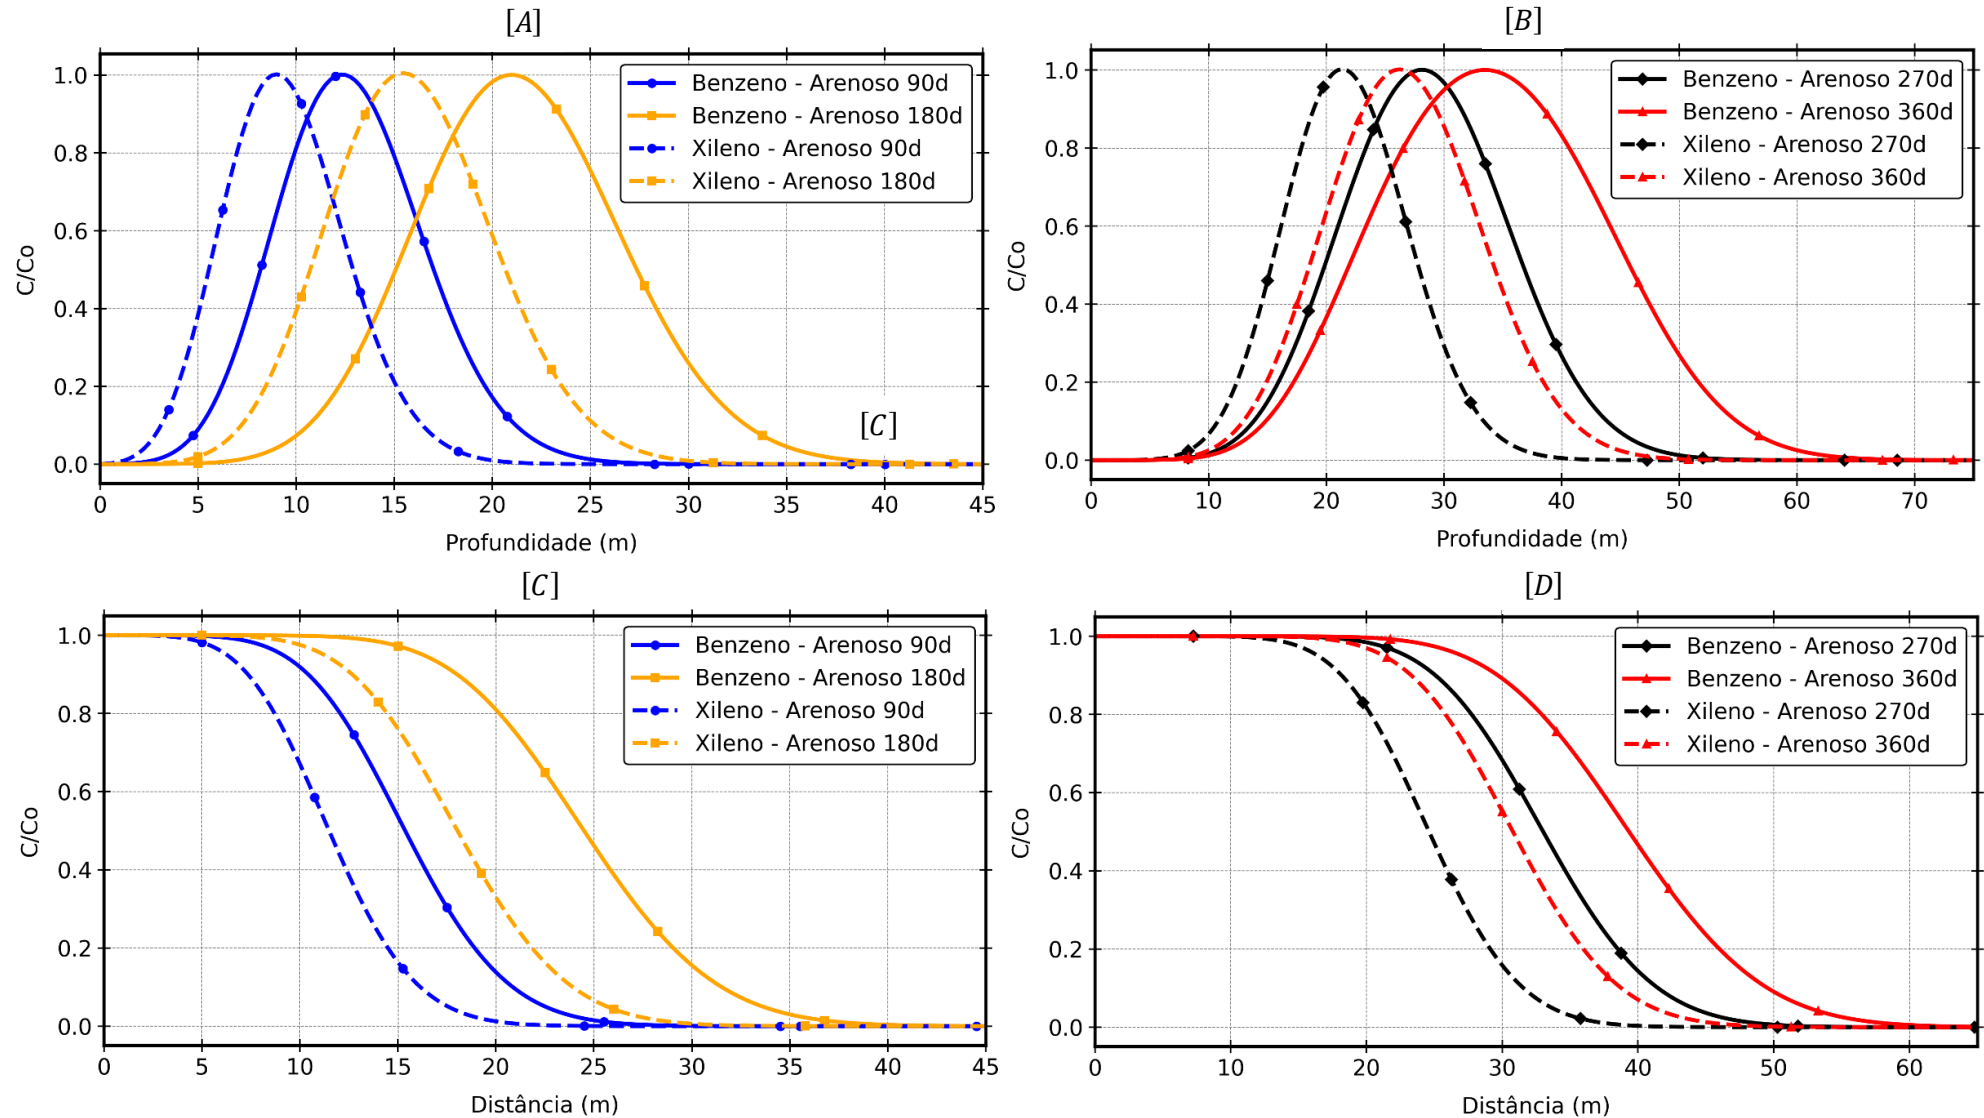 [A]
C/Co
1.0
0.8
0.6
0.4
0.2
0.0
Benzeno - Arenoso 90d
Benzeno - Arenoso 180d
Xileno - Arenoso 90d
Xileno - Arenoso 180d
[C]
0 5 10 15 20 25 30 35 40 45
Profundidade (m)
[B]
C/Co
1.0
0.8
0.6
0.4
0.2
0.0
Benzeno - Arenoso 270d
Benzeno - Arenoso 360d
Xileno - Arenoso 270d
Xileno - Arenoso 360d
0 10 20 30 40 50 60 70
Profundidade (m)
[C]
C/Co
1.0
0.8
0.6
0.4
0.2
0.0
Benzeno - Arenoso 90d
Benzeno - Arenoso 180d
Xileno - Arenoso 90d
Xileno - Arenoso 180d
0 5 10 15 20 25 30 35 40 45
Distância (m)
[D]
C/Co
1.0
0.8
0.6
0.4
0.2
0.0
Benzeno - Arenoso 270d
Benzeno - Arenoso 360d
Xileno - Arenoso 270d
Xileno - Arenoso 360d
0 10 20 30 40 50 60
Distância (m)